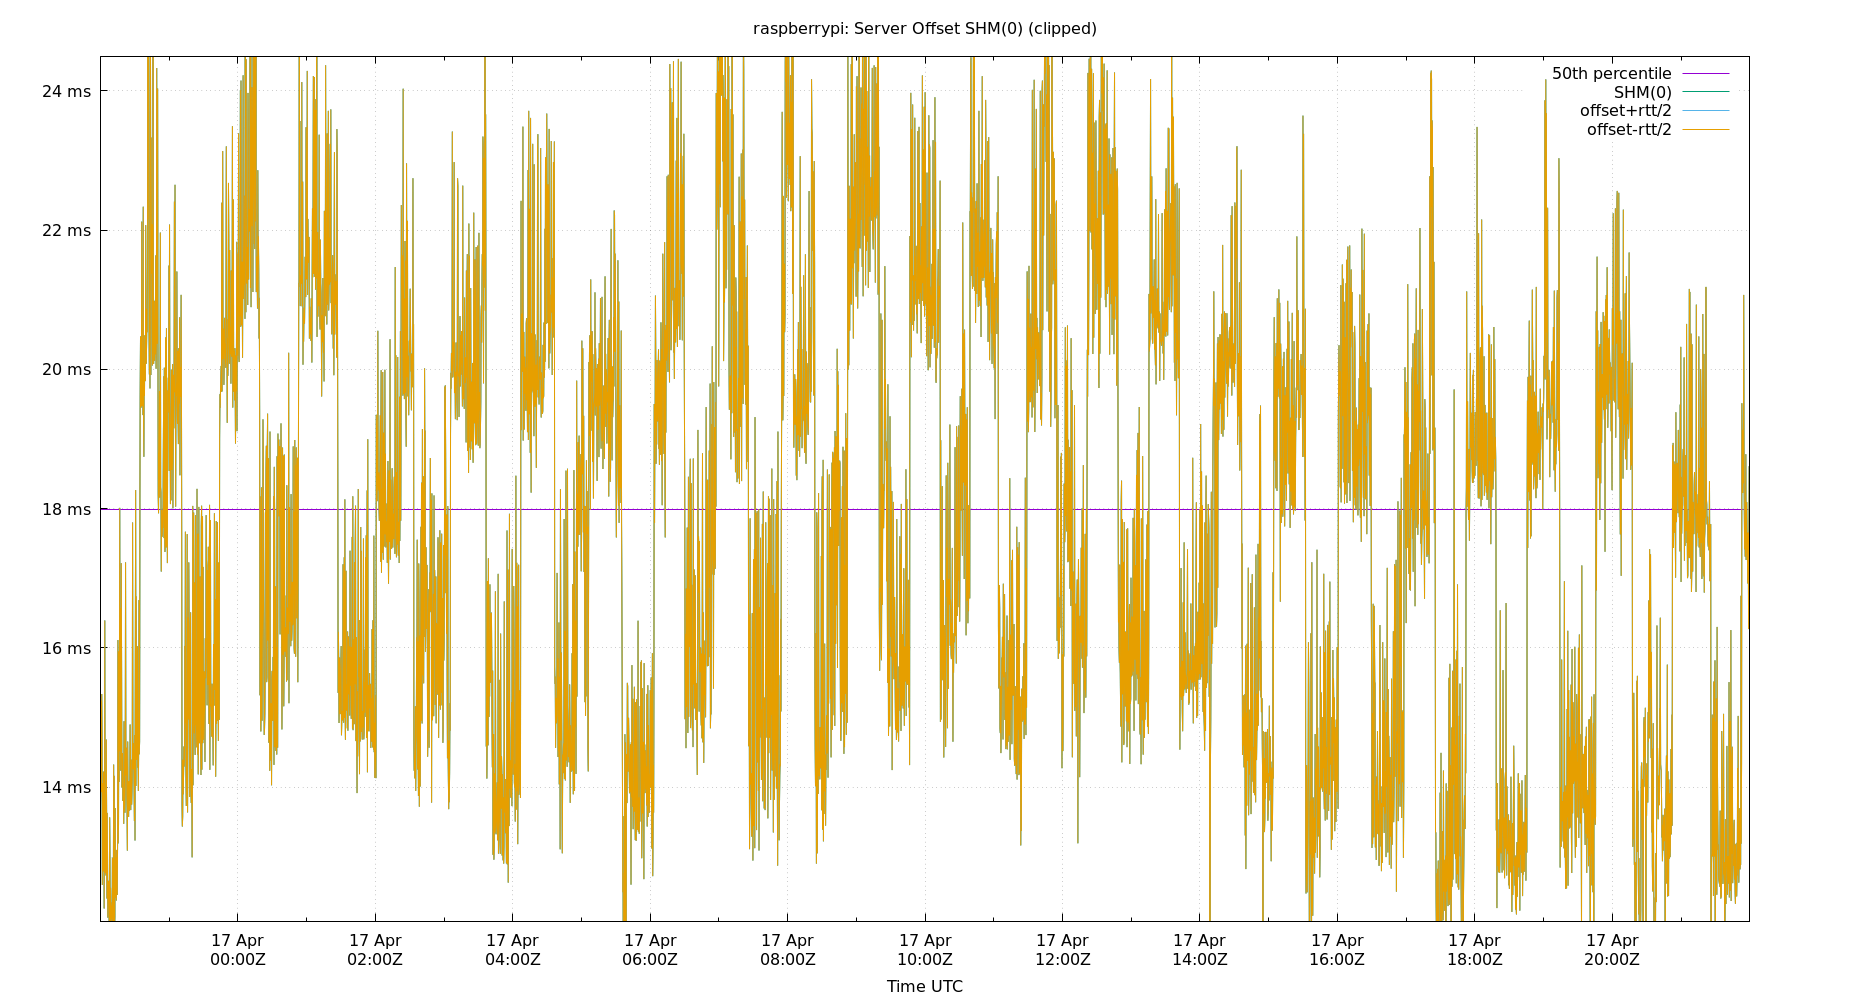 raspberrypi: Server Offset SHM(0) (clipped)
50th percentile
SHM(0)
offset+rtt/2
offset-rtt/2
24 ms
22 ms
20 ms
18 ms
16 ms
14 ms
17 Apr 17 Apr 17 Apr 17 Apr 17 Apr 17 Apr 17 Apr 17 Apr 17 Apr 17 Apr 17 Apr
00:00Z 02:00Z 04:00Z 06:00Z 08:00Z 10:00Z 12:00Z 14:00Z 16:00Z 18:00Z 20:00Z
Time UTC